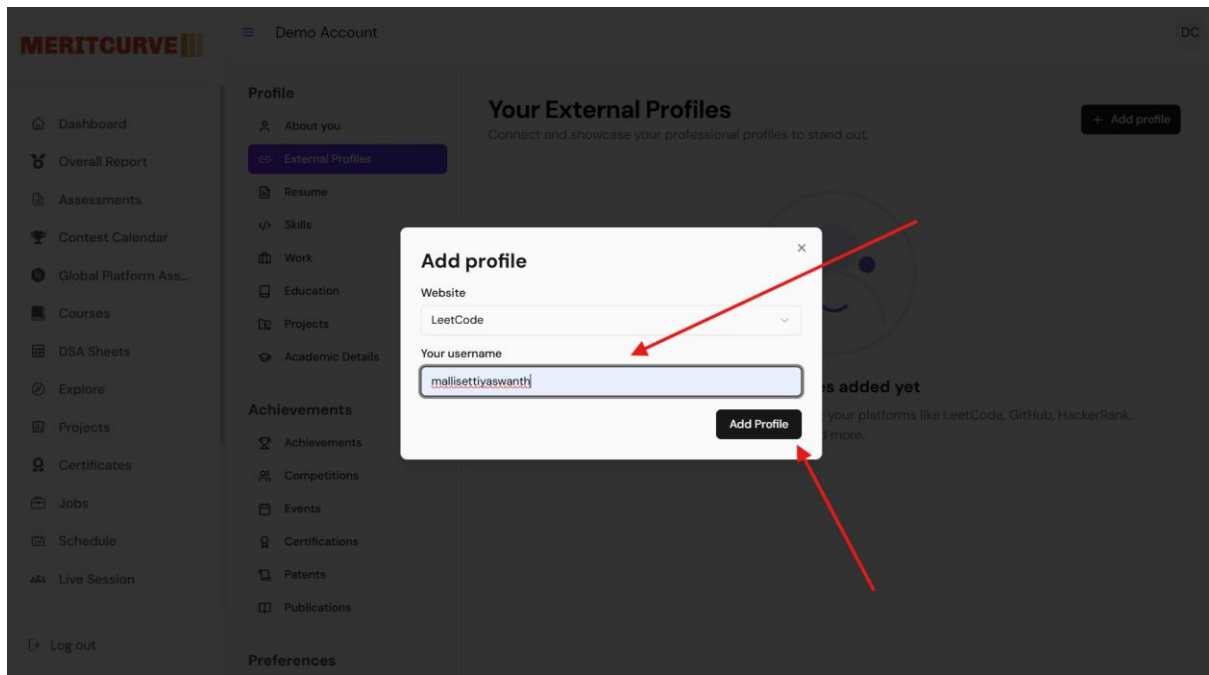 MERITCURVE
Demo Account
DC
Dashboard
Overall Report
Assessments
Contest Calendar
Global Platform Ass...
Courses
DSA Sheets
Explore
Projects
Certificates
Jobs
Schedule
Live Session
Log out
Profile
About you
External Profiles
Resume
Skills
Work
Education
Projects
Academic Details
Achievements
Achievements
Competitions
Events
Certifications
Patents
Publications
Preferences
Your External Profiles
Connect and showcase your professional profiles to stand out
+ Add profile
Add profile
Website
LeetCode
Your username
mallisettiyaswanth
Add Profile
added yet
your platforms like LeetCode, GitHub, HackerRank,
more.